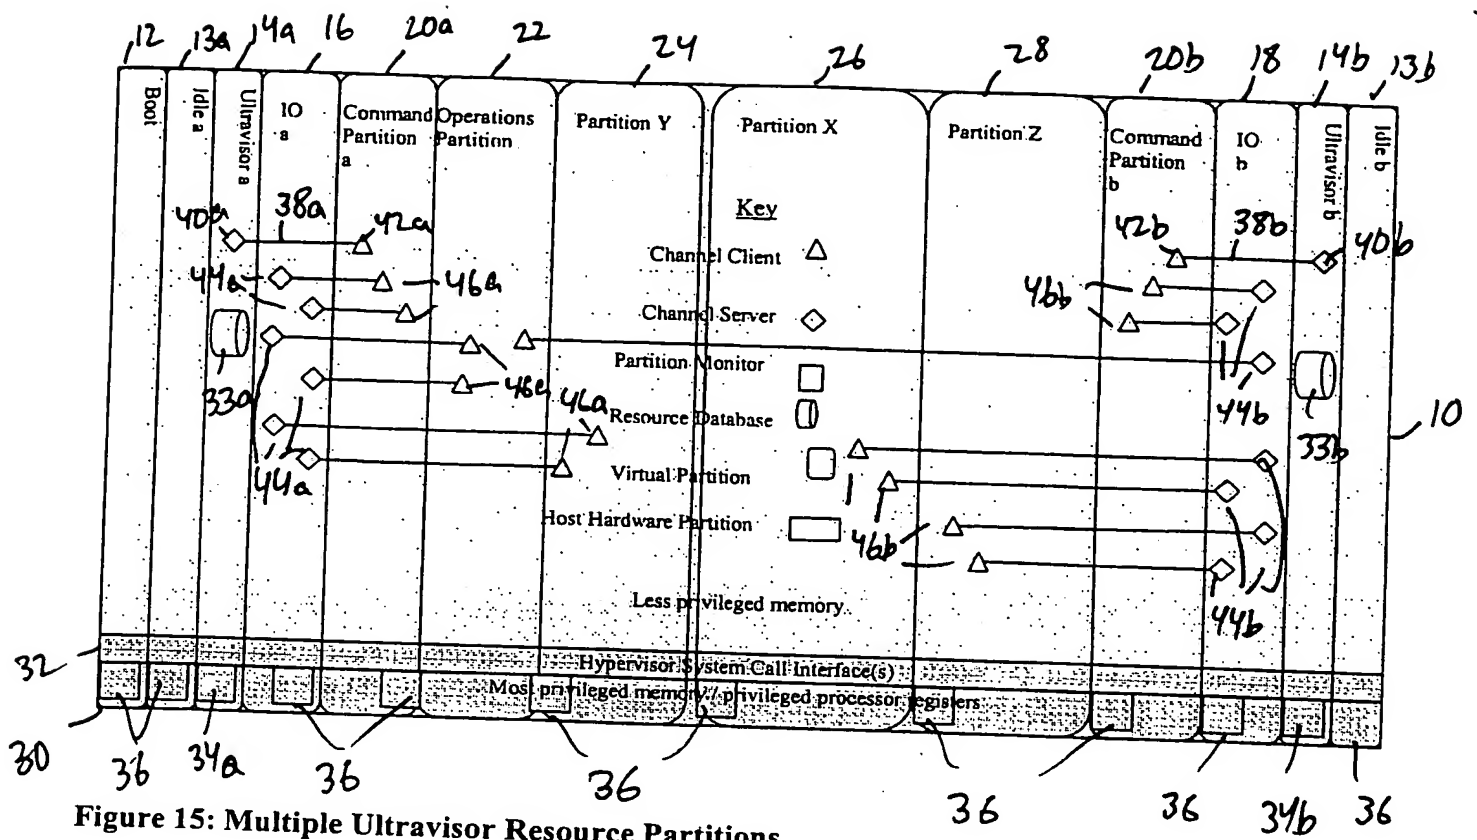 12 13a 14a 16 20a 22 24 26 28 20b 18 14b 13b
Boot
Idle a
Ultravisor a
IO
a
Command
Partition
a
Operations
Partition
Partition Y
Partition X
Partition Z
Command
Partition
b
IO
b
Ultravisor b
Idle b
Key
Channel Client
Channel Server
Partition Monitor
Resource Database
Virtual Partition
Host Hardware Partition
Less privileged memory
40a 38a 42a
44a 46a
33a 46a 46a
44a
42b 38b 40b
46b
44b 33b 10
46b
44b
32
Hypervisor System Call Interface(s)
Most privileged memory / privileged processor registers
30 36 34a 36 36 36 36 34b 36
Figure 15: Multiple Ultravisor Resource Partitions